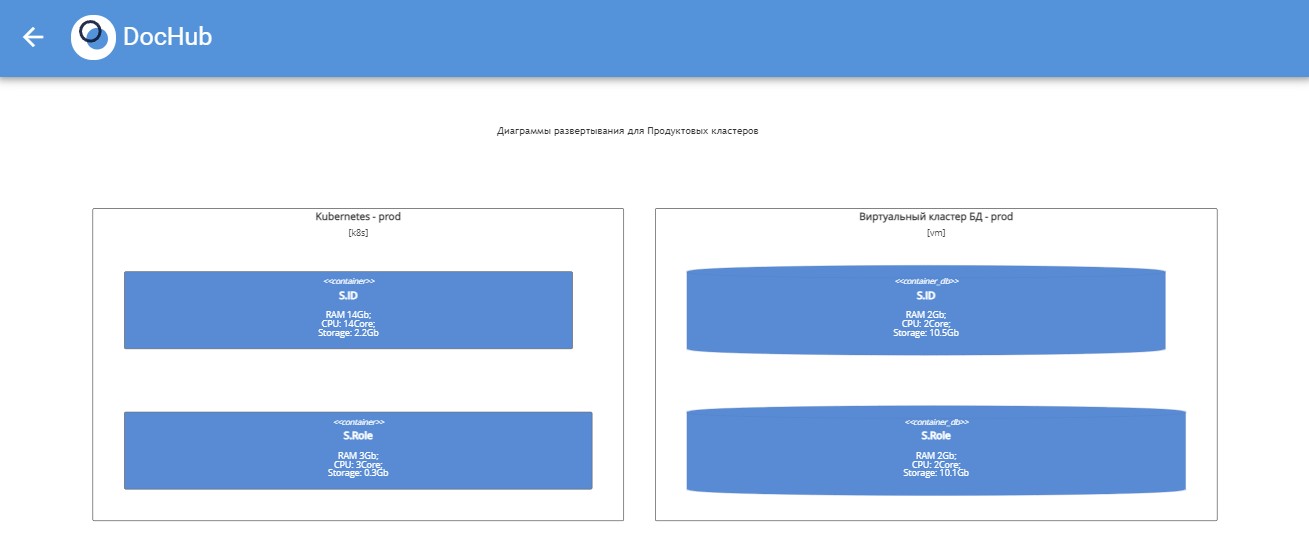 DocHub
Диаграммы развертывания для Продуктовых кластеров
Kubernetes - prod
[k8s]
<<container>>
S.ID
RAM 14Gb;
CPU: 14Core;
Storage: 2.2Gb
<<container>>
S.Role
RAM 3Gb;
CPU: 3Core;
Storage: 0.3Gb
Виртуальный кластер БД - prod
[vm]
<<container_db>>
S.ID
RAM 2Gb;
CPU: 2Core;
Storage: 10.5Gb
<<container_db>>
S.Role
RAM 2Gb;
CPU: 2Core;
Storage: 10.1Gb